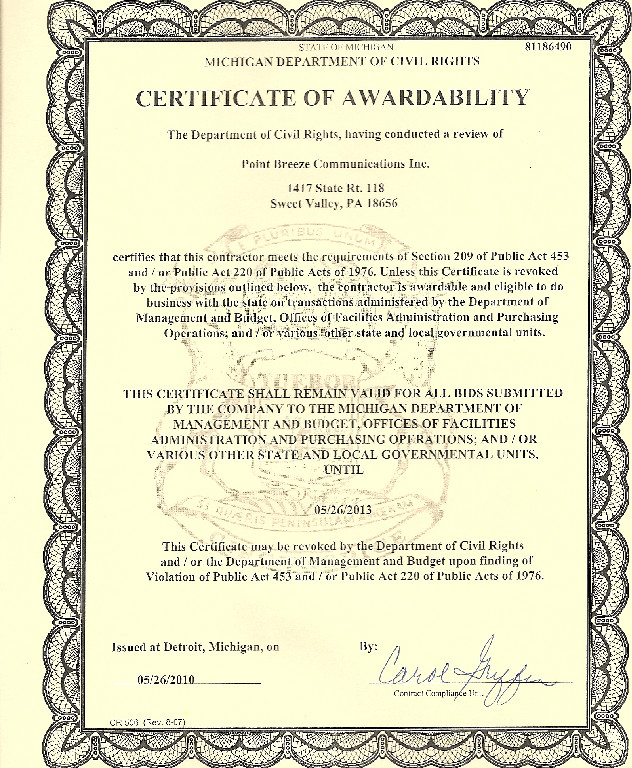 STATE OF MICHIGAN
81186490
MICHIGAN DEPARTMENT OF CIVIL RIGHTS
CERTIFICATE OF AWARDABILITY
The Department of Civil Rights, having conducted a review of
Point Breeze Communications Inc.
1417 State Rt. 118
Sweet Valley, PA 18656
E PLURIBUS UNUM
certifies that this contractor meets the requirements of Section 209 of Public Act 453
and / or Public Act 220 of Public Acts of 1976. Unless this Certificate is revoked
by the provisions outlined below, the contractor is awardable and eligible to do
business with the state on transactions administered by the Department of
Management and Budget, Offices of Facilities Administration and Purchasing
Operations; and / or various other state and local governmental units.
THIS CERTIFICATE SHALL REMAIN VALID FOR ALL BIDS SUBMITTED
BY THE COMPANY TO THE MICHIGAN DEPARTMENT OF
MANAGEMENT AND BUDGET, OFFICES OF FACILITIES
ADMINISTRATION AND PURCHASING OPERATIONS; AND / OR
VARIOUS OTHER STATE AND LOCAL GOVERNMENTAL UNITS,
UNTIL
05/26/2013
This Certificate may be revoked by the Department of Civil Rights
and / or the Department of Management and Budget upon finding of
Violation of Public Act 453 and / or Public Act 220 of Public Acts of 1976.
Issued at Detroit, Michigan, on
By:
05/26/2010
Carol Gryffin
Contract Compliance
CR 506 (Rev. 8-07)